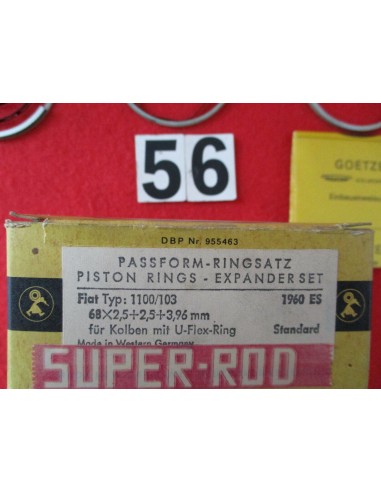 56
GOETZE
DBP Nr. 955463
PASSFORM-RINGSATZ
PISTON RINGS - EXPANDER SET
Fiat Typ: 1100/103 1960 ES
68×2,5÷2,5÷3,96 mm
für Kolben mit U-Flex-Ring Standard
Made in Western Germany
SUPER-ROD